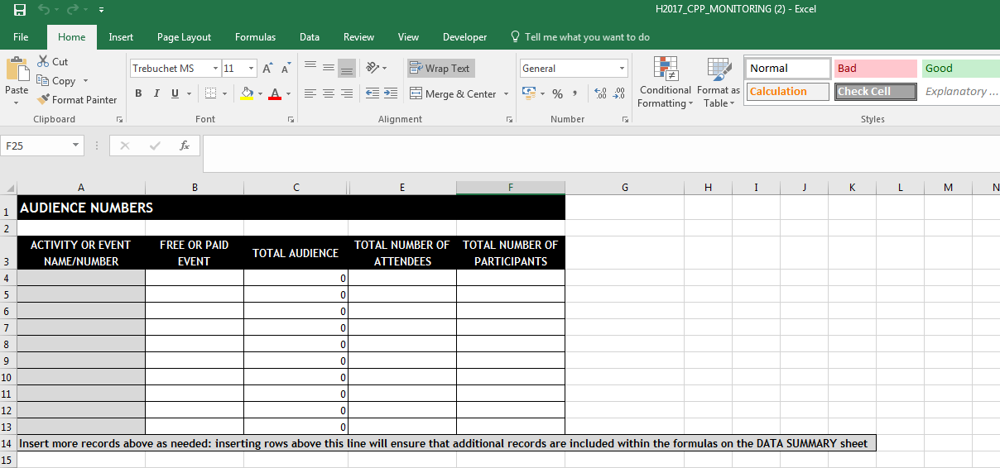 H2017_CPP_MONITORING (2) - Excel
File Home Insert Page Layout Formulas Data Review View Developer Tell me what you want to do
Cut
Copy
Format Painter
Paste
Clipboard
Trebuchet MS 11 A A
B I U A
Font
Wrap Text
Merge & Center
Alignment
General
% , .0 .00 .00 .0
Number
Conditional Formatting
Format as Table
Normal Bad Good
Calculation Check Cell Explanatory ...
Styles
F25 fx
A B C E F G H I J K L M N
1 AUDIENCE NUMBERS
2
3 ACTIVITY OR EVENT NAME/NUMBER FREE OR PAID EVENT TOTAL AUDIENCE TOTAL NUMBER OF ATTENDEES TOTAL NUMBER OF PARTICIPANTS
4 0
5 0
6 0
7 0
8 0
9 0
10 0
11 0
12 0
13 0
14 Insert more records above as needed: inserting rows above this line will ensure that additional records are included within the formulas on the DATA SUMMARY sheet
15